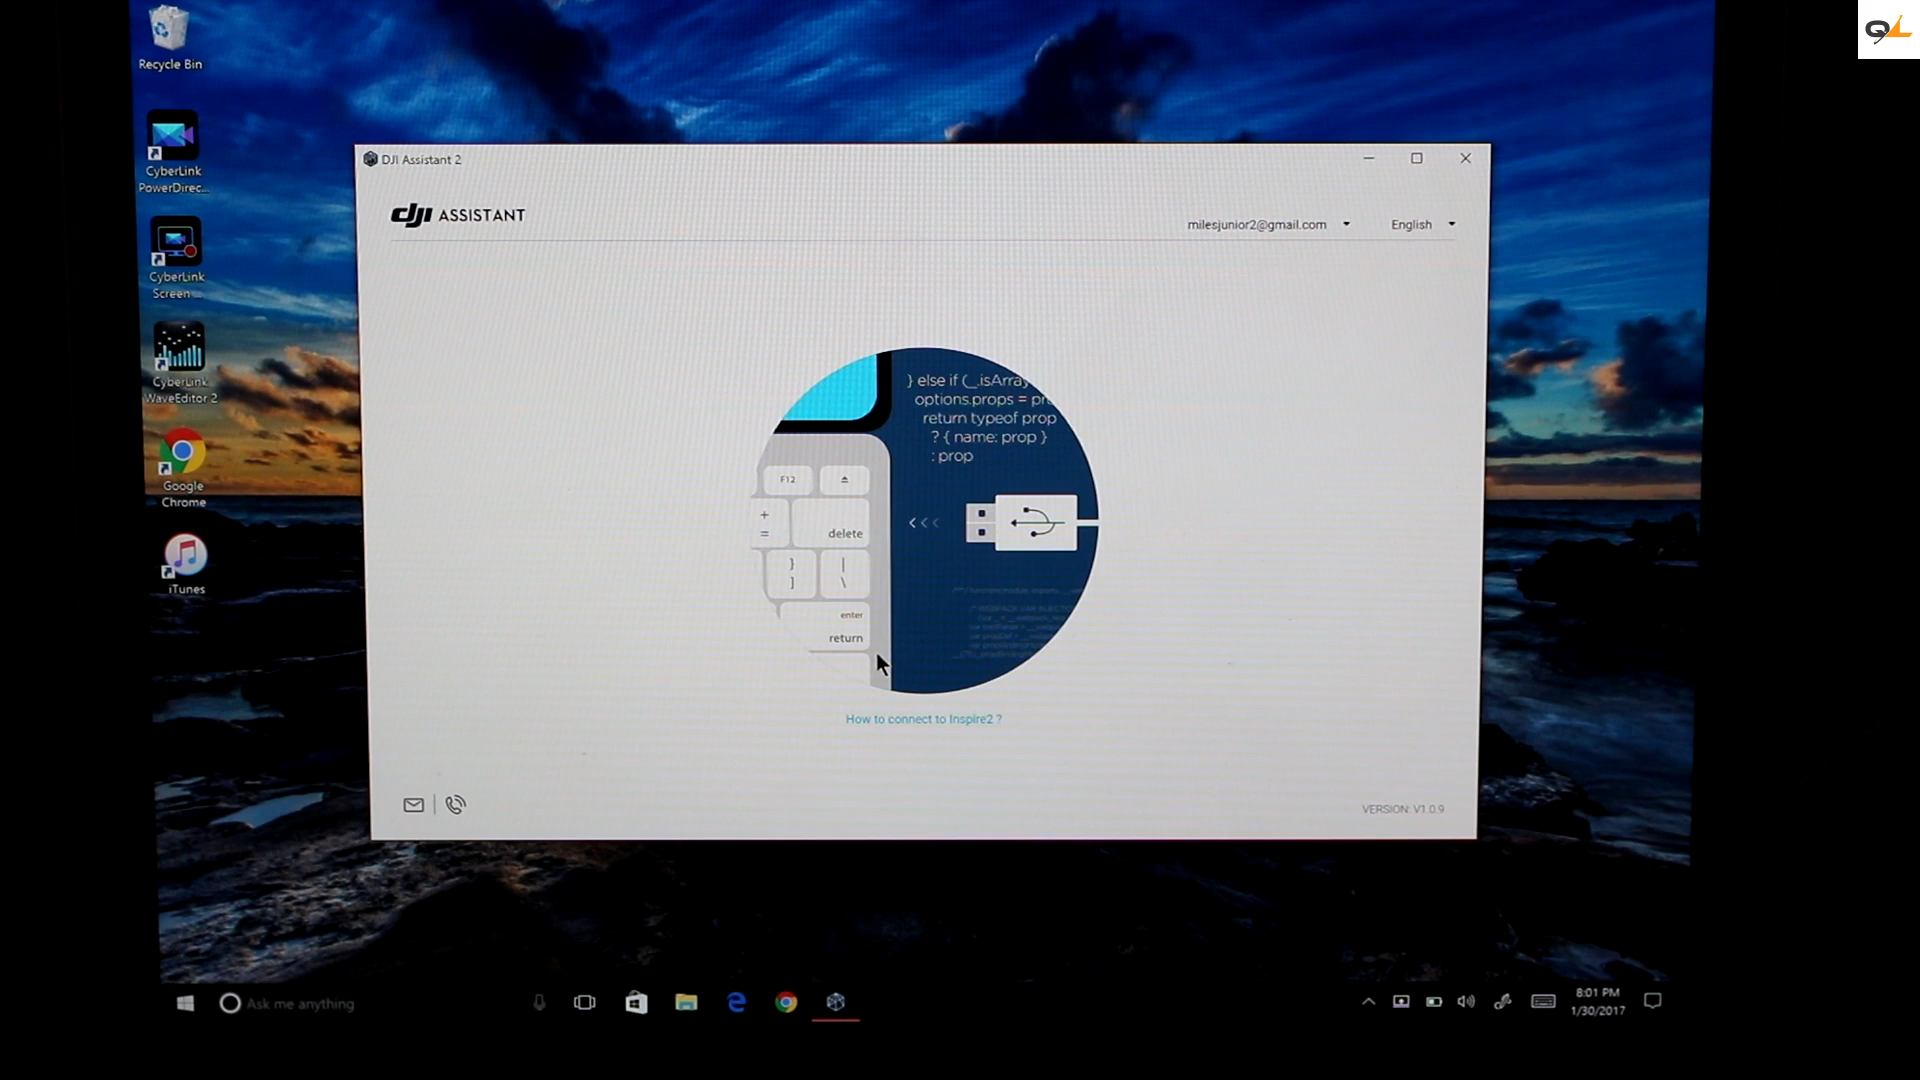 Recycle Bin
CyberLink
PowerDirec...
CyberLink
Screen ...
CyberLink
WaveEditor 2
Google
Chrome
iTunes
DJI Assistant 2
dji ASSISTANT
milesjunior2@gmail.com
English
} else if (_.isArray
options.props = pr
return typeof prop
? { name: prop }
: prop
F12
+
=
delete
}
]
|
\
enter
return
<<<
How to connect to Inspire2 ?
VERSION: V1.0.9
Ask me anything
8:01 PM
1/30/2017
QL